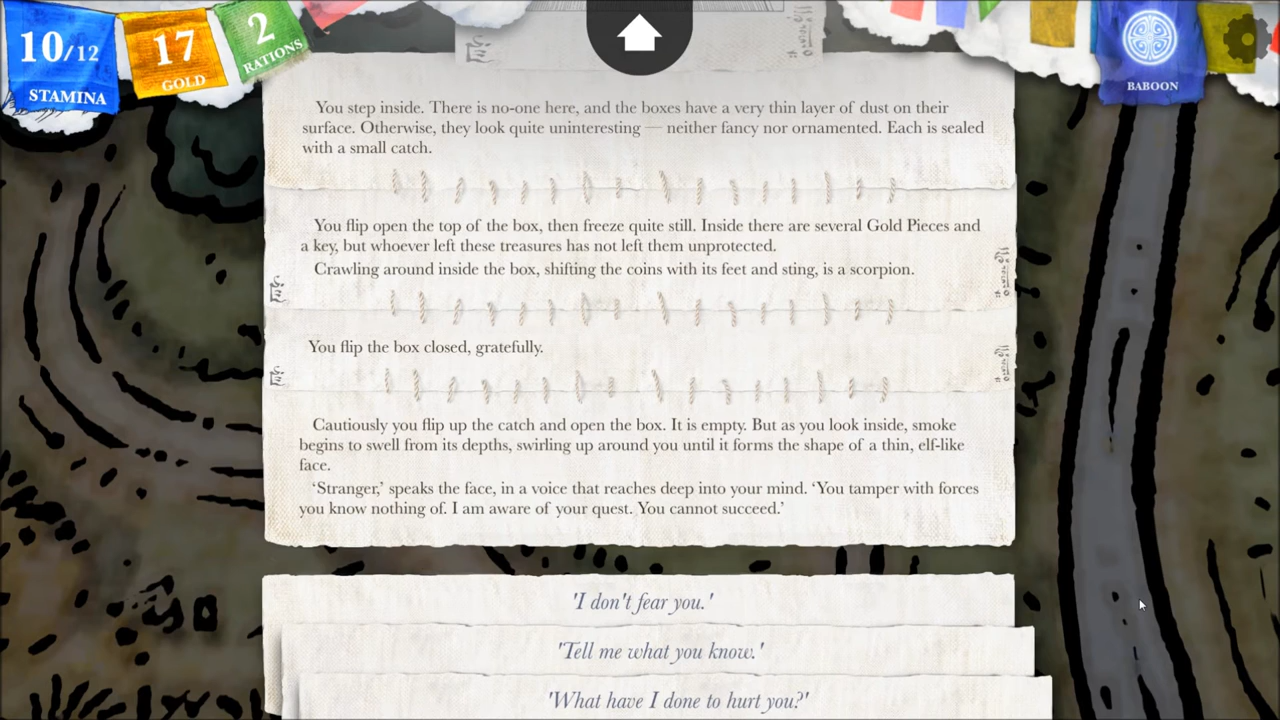 10/12
STAMINA
17
GOLD
2
RATIONS
BABOON
You step inside. There is no-one here, and the boxes have a very thin layer of dust on their
surface. Otherwise, they look quite uninteresting — neither fancy nor ornamented. Each is sealed
with a small catch.
You flip open the top of the box, then freeze quite still. Inside there are several Gold Pieces and
a key, but whoever left these treasures has not left them unprotected.
Crawling around inside the box, shifting the coins with its feet and sting, is a scorpion.
You flip the box closed, gratefully.
Cautiously you flip up the catch and open the box. It is empty. But as you look inside, smoke
begins to swell from its depths, swirling up around you until it forms the shape of a thin, elf-like
face.
‘Stranger,’ speaks the face, in a voice that reaches deep into your mind. ‘You tamper with forces
you know nothing of. I am aware of your quest. You cannot succeed.’
'I don't fear you.'
'Tell me what you know.'
'What have I done to hurt you?'